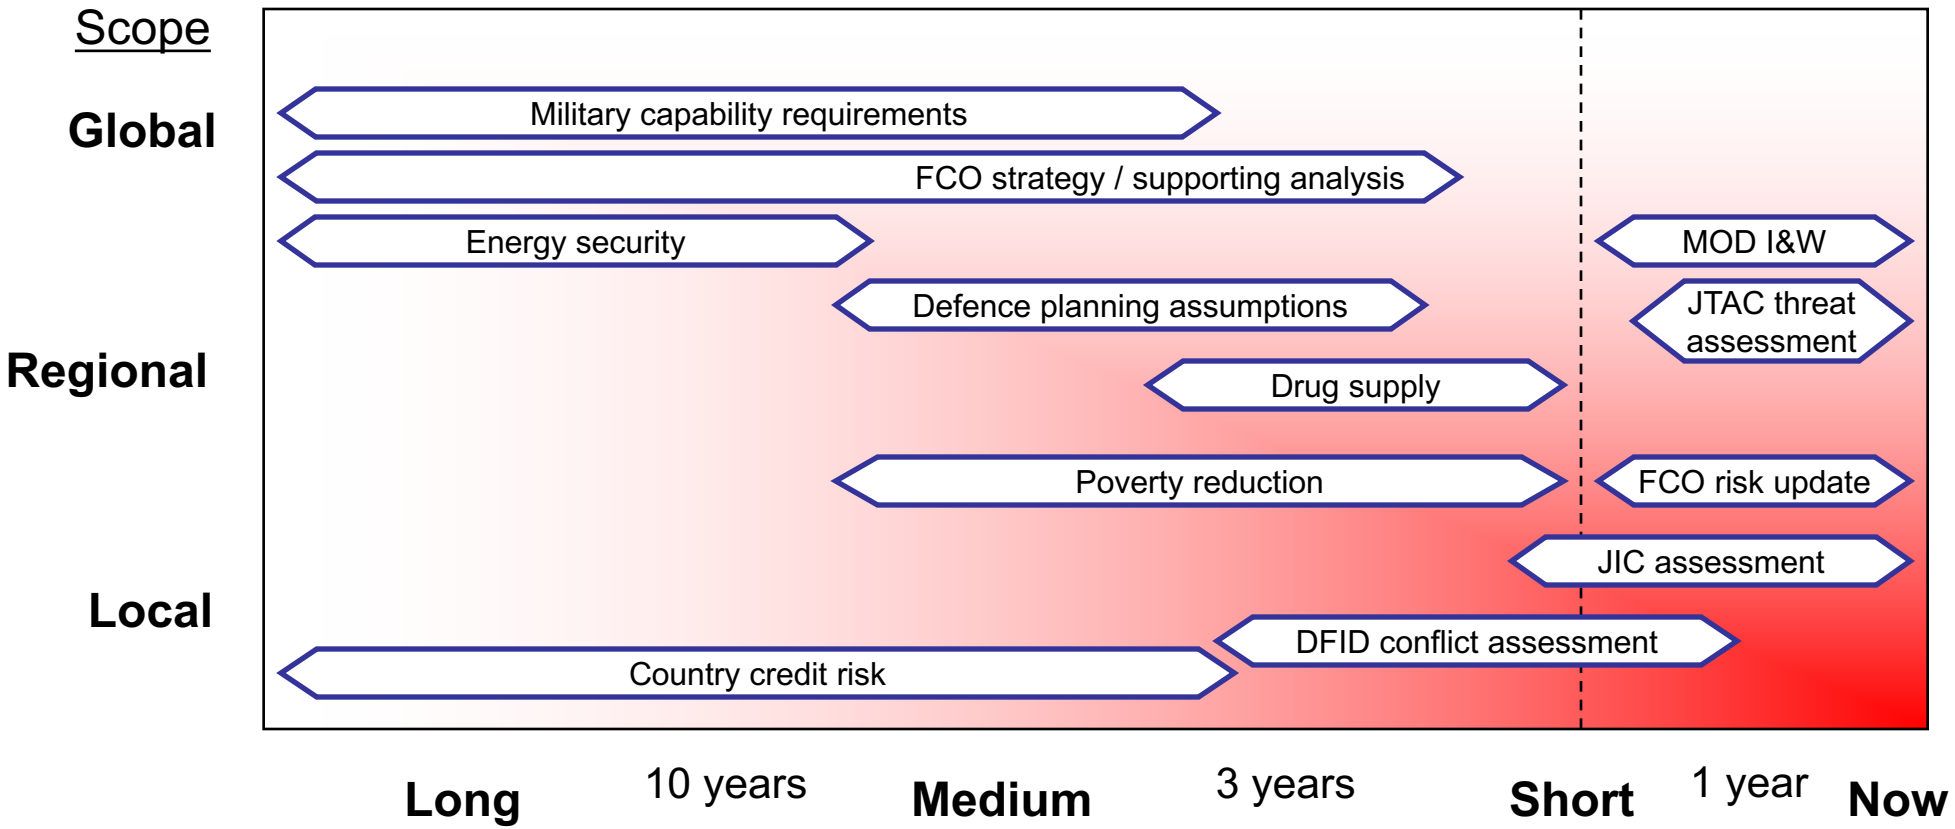 Scope
Global
Military capability requirements
FCO strategy / supporting analysis
Energy security
MOD I&W
Defence planning assumptions
JTAC threat
assessment
Regional
Drug supply
Poverty reduction
FCO risk update
JIC assessment
Local
DFID conflict assessment
Country credit risk
Long
10 years
Medium
3 years
Short
1 year
Now